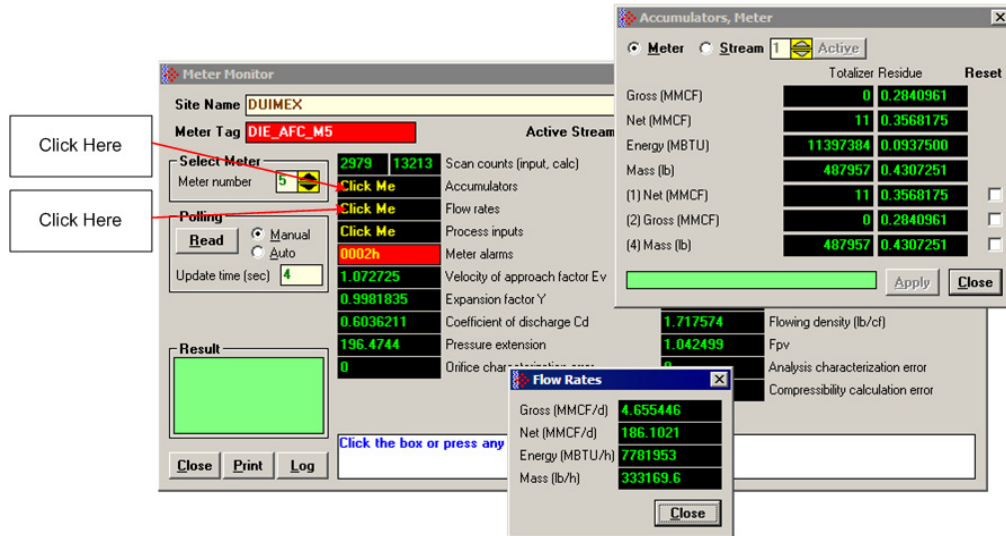 Accumulators, Meter
Meter Stream 1 Active
Totalizer Residue Reset
Gross (MMCF) 0 0.2840961
Net (MMCF) 11 0.3568175
Energy (MBTU) 11397384 0.0937500
Mass (lb) 487957 0.4307251
(1) Net (MMCF) 11 0.3568175
(2) Gross (MMCF) 0 0.2840961
(4) Mass (lb) 487957 0.4307251
Apply Close
Meter Monitor
Site Name DUIMEX
Meter Tag DIE_AFC_M5 Active Stream
Click Here
Click Here
Select Meter
Meter number 5
Polling
Read Manual
Auto
Update time (sec) 4
Result
Close Print Log
2979 13213 Scan counts (input, calc)
Click Me Accumulators
Click Me Flow rates
Click Me Process inputs
0002h Meter alarms
1.072725 Velocity of approach factor Ev
0.9981835 Expansion factor Y
0.6036211 Coefficient of discharge Cd
196.4744 Pressure extension
0 Orifice
1.717574 Flowing density (lb/cf)
1.042499 Fpv
Analysis characterization error
Compressibility calculation error
Click the box or press any
Flow Rates
Gross (MMCF/d) 4.655446
Net (MMCF/d) 186.1021
Energy (MBTU/h) 7781953
Mass (lb/h) 333169.6
Close